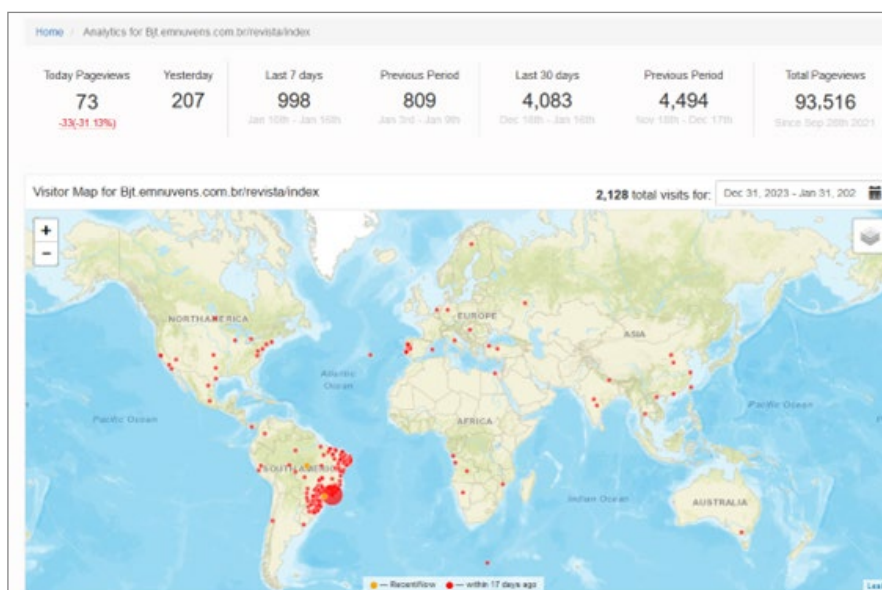 Home / Analytics for Bjt.emnuvens.com.br/revista/index
Today Pageviews Yesterday Last 7 days Previous Period Last 30 days Previous Period Total Pageviews
73 207 998 809 4,083 4,494 93,516
-33(-31.13%) Jan 10th - Jan 16th Jan 3rd - Jan 9th Dec 18th - Jan 16th Nov 18th - Dec 17th Since Sep 26th 2021
Visitor Map for Bjt.emnuvens.com.br/revista/index 2,128 total visits for: Dec 31, 2023 - Jan 31, 202
+
−
NORTH AMERICA
EUROPE
ASIA
Atlantic
Ocean
Pacific Ocean
Pacific Ocean
AFRICA
SOUTH AMERICA
Indian Ocean
AUSTRALIA
— Recent/Now — within 17 days ago
Leaf